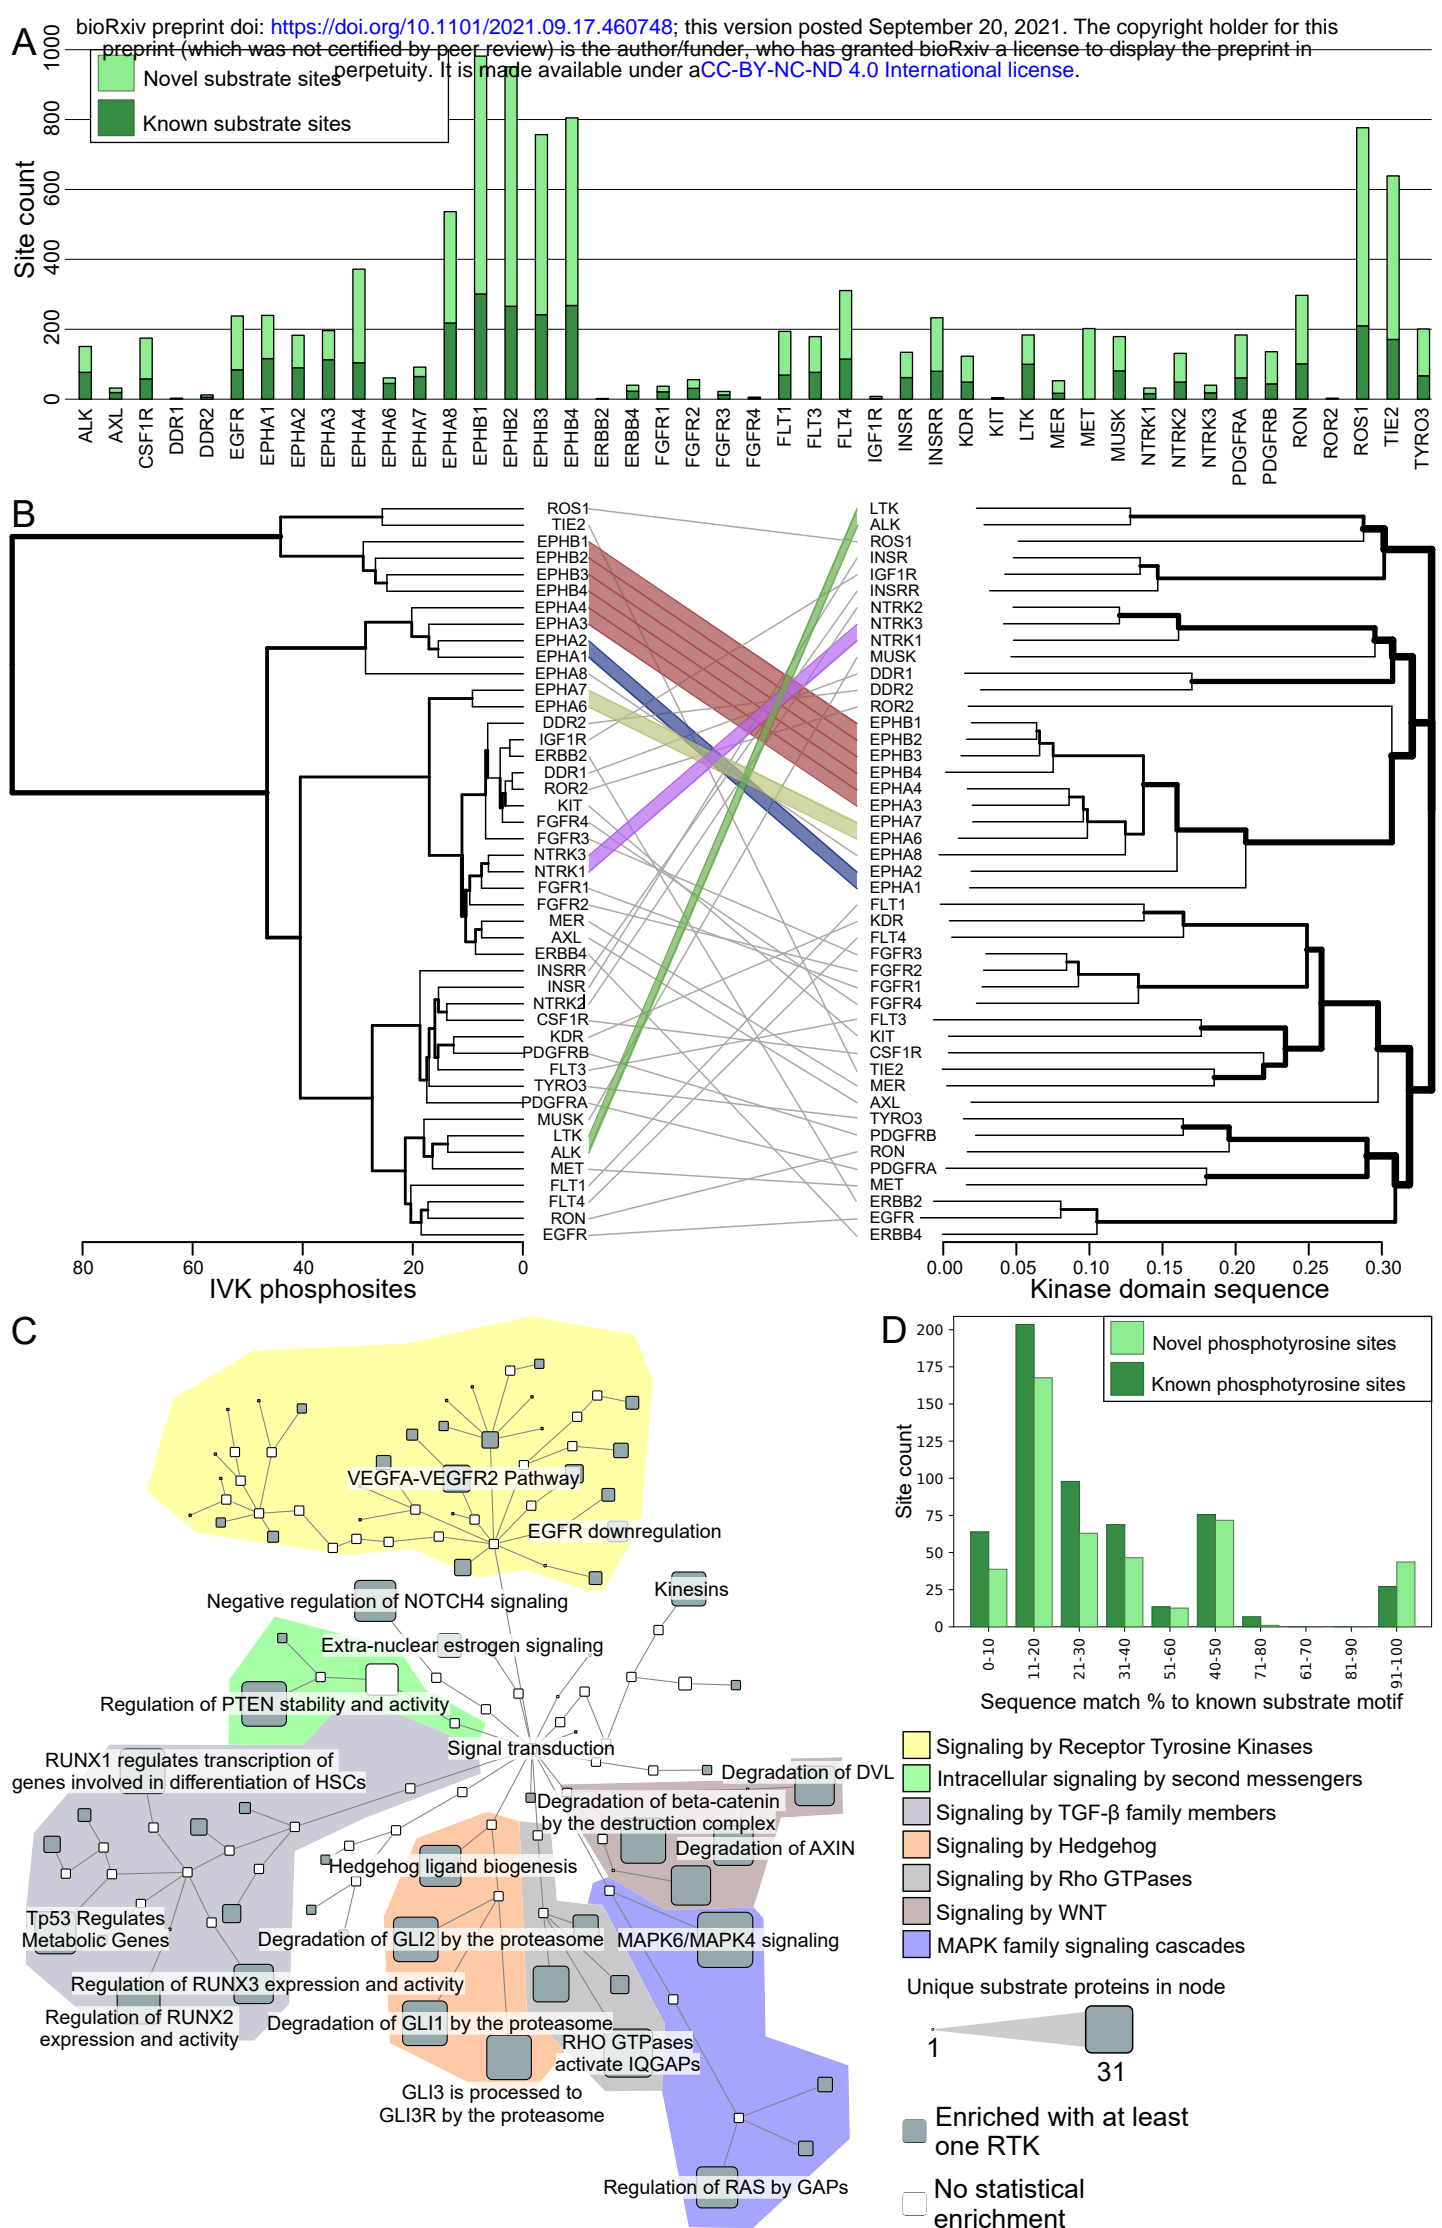 bioRxiv preprint doi: https://doi.org/10.1101/2021.09.17.460748; this version posted September 20, 2021. The copyright holder for this
preprint (which was not certified by peer review) is the author/funder, who has granted bioRxiv a license to display the preprint in
perpetuity. It is made available under aCC-BY-NC-ND 4.0 International license.
A
Novel substrate sites
Known substrate sites
Site count
1000
800
600
400
200
0
ALK
AXL
CSF1R
DDR1
DDR2
EGFR
EPHA1
EPHA2
EPHA3
EPHA4
EPHA6
EPHA7
EPHA8
EPHB1
EPHB2
EPHB3
EPHB4
ERBB2
ERBB4
FGFR1
FGFR2
FGFR3
FGFR4
FLT1
FLT3
FLT4
IGF1R
INSR
INSRR
KDR
KIT
LTK
MER
MET
MUSK
NTRK1
NTRK2
NTRK3
PDGFRA
PDGFRB
RON
ROR2
ROS1
TIE2
TYRO3
B
ROS1
TIE2
EPHB1
EPHB2
EPHB3
EPHB4
EPHA4
EPHA3
EPHA2
EPHA1
EPHA8
EPHA7
EPHA6
DDR2
IGF1R
ERBB2
DDR1
ROR2
KIT
FGFR4
FGFR3
NTRK3
NTRK1
FGFR1
FGFR2
MER
AXL
ERBB4
INSRR
INSR
NTRK2
CSF1R
KDR
PDGFRB
FLT3
TYRO3
PDGFRA
MUSK
LTK
ALK
MET
FLT1
FLT4
RON
EGFR
80
60
40
20
0
IVK phosphosites
LTK
ALK
ROS1
INSR
IGF1R
INSRR
NTRK2
NTRK3
NTRK1
MUSK
DDR1
DDR2
ROR2
EPHB1
EPHB2
EPHB3
EPHB4
EPHA4
EPHA3
EPHA7
EPHA6
EPHA8
EPHA2
EPHA1
FLT1
KDR
FLT4
FGFR3
FGFR2
FGFR1
FGFR4
FLT3
KIT
CSF1R
TIE2
MER
AXL
TYRO3
PDGFRB
RON
PDGFRA
MET
ERBB2
EGFR
ERBB4
0.00
0.05
0.10
0.15
0.20
0.25
0.30
Kinase domain sequence
C
VEGFA-VEGFR2 Pathway
EGFR downregulation
Negative regulation of NOTCH4 signaling
Kinesins
Extra-nuclear estrogen signaling
Regulation of PTEN stability and activity
Signal transduction
RUNX1 regulates transcription of
genes involved in differentiation of HSCs
Degradation of DVL
Degradation of beta-catenin
by the destruction complex
Degradation of AXIN
Hedgehog ligand biogenesis
Tp53 Regulates
Metabolic Genes
Degradation of GLI2 by the proteasome
MAPK6/MAPK4 signaling
Regulation of RUNX3 expression and activity
Regulation of RUNX2
expression and activity
Degradation of GLI1 by the proteasome
RHO GTPases
activate IQGAPs
GLI3 is processed to
GLI3R by the proteasome
Regulation of RAS by GAPs
D
Novel phosphotyrosine sites
Known phosphotyrosine sites
Site count
200
175
150
125
100
75
50
25
0
0-10
11-20
21-30
31-40
51-60
40-50
71-80
61-70
81-90
91-100
Sequence match % to known substrate motif
Signaling by Receptor Tyrosine Kinases
Intracellular signaling by second messengers
Signaling by TGF-β family members
Signaling by Hedgehog
Signaling by Rho GTPases
Signaling by WNT
MAPK family signaling cascades
Unique substrate proteins in node
1
31
Enriched with at least
one RTK
No statistical
enrichment